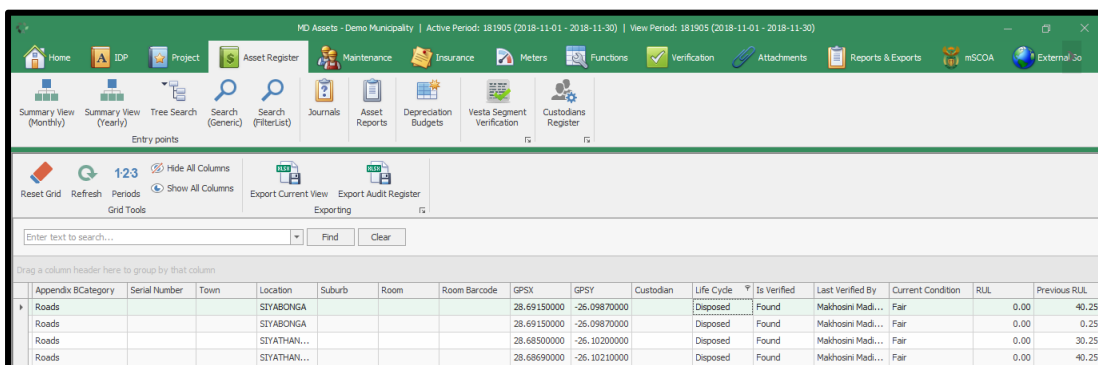 MD Assets - Demo Municipality | Active Period: 181905 (2018-11-01 - 2018-11-30) | View Period: 181905 (2018-11-01 - 2018-11-30)
Home IDP Project Asset Register Maintenance Insurance Meters Functions Verification Attachments Reports & Exports mSCOA External
Summary View (Monthly) Summary View (Yearly) Tree Search Search (Generic) Search (FilterList) Journals Asset Reports Depreciation Budgets Vesta Segment Verification Custodians Register
Entry points
Reset Grid Refresh 1-2-3 Periods Hide All Columns Show All Columns Export Current View Export Audit Register
Grid Tools Exporting
Enter text to search... Find Clear
Drag a column header here to group by that column
Appendix BCategory Serial Number Town Location Suburb Room Room Barcode GPSX GPSY Custodian Life Cycle Is Verified Last Verified By Current Condition RUL Previous RUL
Roads SIYABONGA 28.69150000 -26.09870000 Disposed Found Makhosini Madi... Fair 0.00 40.25
Roads SIYABONGA 28.69150000 -26.09870000 Disposed Found Makhosini Madi... Fair 0.00 0.25
Roads SIYATHAN... 28.68500000 -26.10200000 Disposed Found Makhosini Madi... Fair 0.00 30.25
Roads SIYATHAN... 28.68690000 -26.10210000 Disposed Found Makhosini Madi... Fair 0.00 40.25